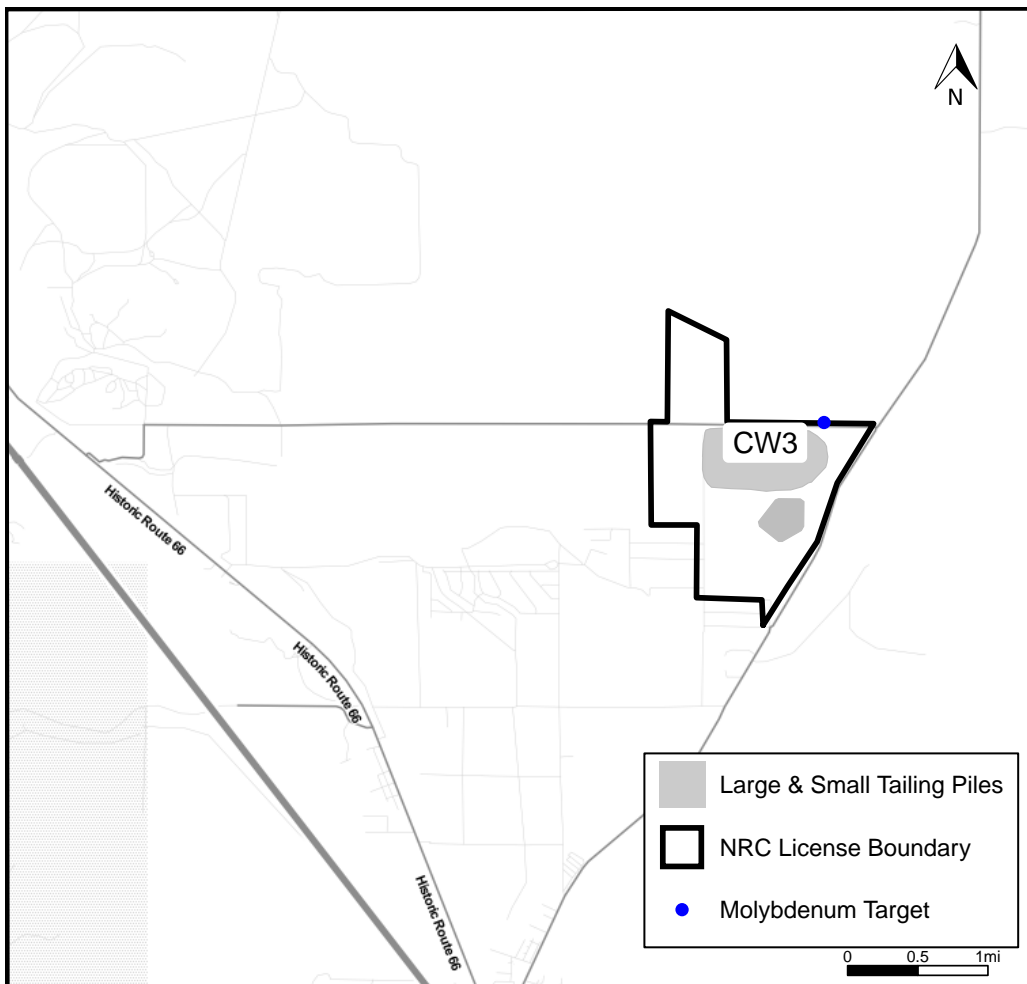 N
CW3
Historic Route 66
Historic Route 66
Historic Route 66
Large & Small Tailing Piles
NRC License Boundary
Molybdenum Target
0 0.5 1mi